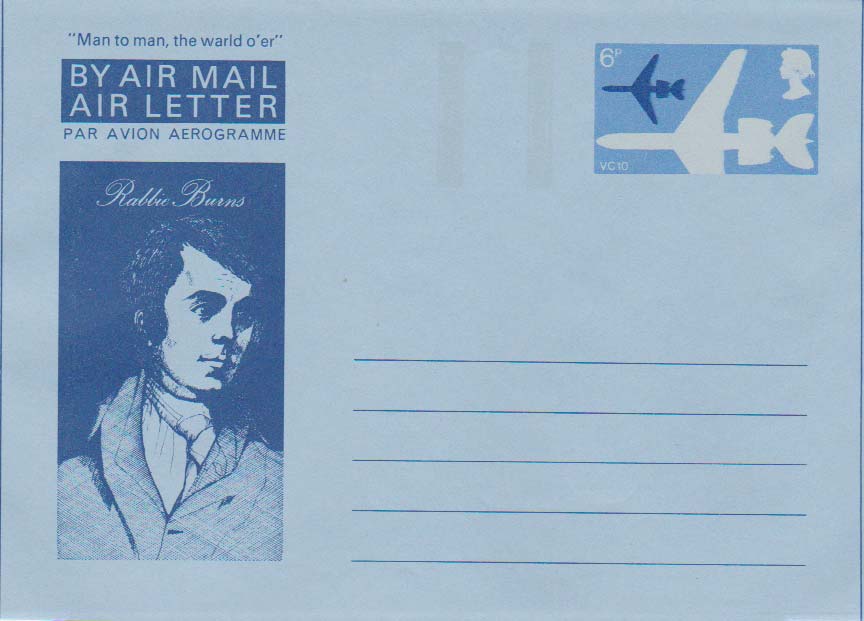 "Man to man, the warld o'er"
BY AIR MAIL
AIR LETTER
PAR AVION AEROGRAMME
Rabbie Burns
6P
VC10